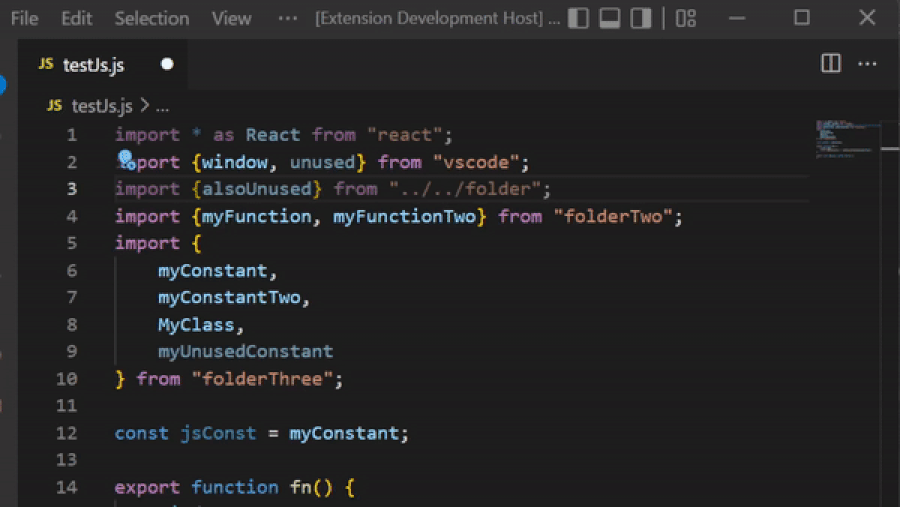 File Edit Selection View ··· [Extension Development Host] ...
JS testJs.js
JS testJs.js > ...
1 import * as React from "react";
2 import {window, unused} from "vscode";
3 import {alsoUnused} from "../../folder";
4 import {myFunction, myFunctionTwo} from "folderTwo";
5 import {
6 myConstant,
7 myConstantTwo,
8 MyClass,
9 myUnusedConstant
10 } from "folderThree";
11
12 const jsConst = myConstant;
13
14 export function fn() {